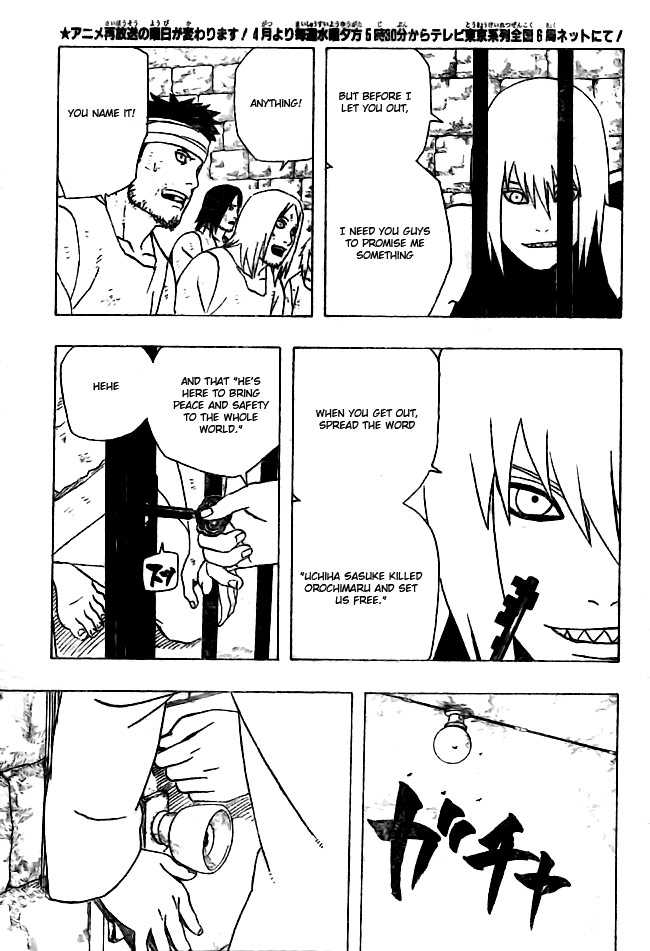 ★アニメ再放送の曜日が変わります！4月より毎週水曜夕方5時30分からテレビ東京系列全国6局ネットにて！
BEFORE I
LET YOU OUT,
I NEED YOU GUYS
TO PROMISE ME
SOMETHING
ANYTHING!
YOU NAME IT!
WHEN YOU GET OUT,
SPREAD THE WORD
"UCHIHA SASUKE KILLED
OROCHIMARU AND SET
US FREE."
AND THAT "HE'S
HERE TO BRING
PEACE AND SAFETY
TO THE WHOLE
WORLD."
HEHE
ガチャ